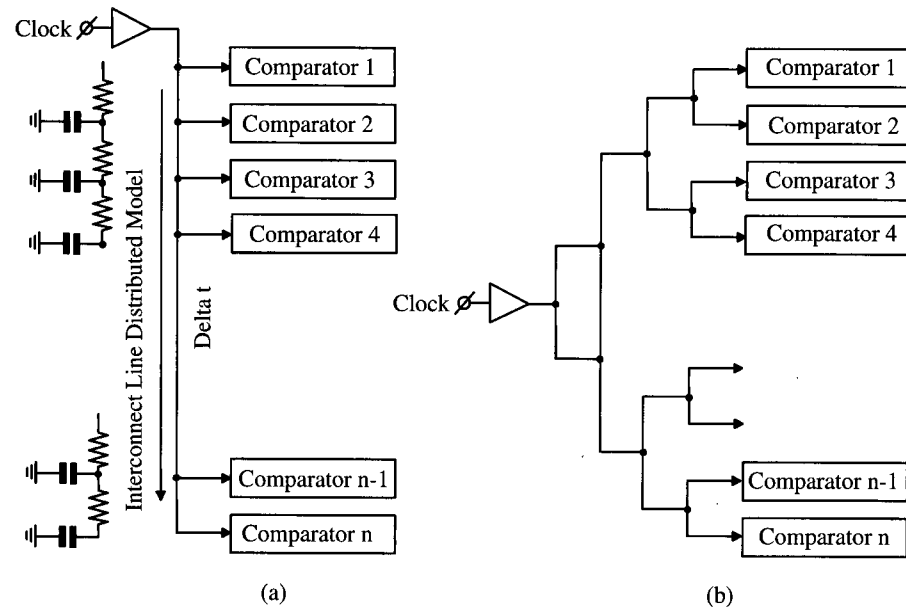 Clock
Comparator 1
Comparator 2
Comparator 3
Comparator 4
Interconnect Line Distributed Model
Delta t
Comparator n-1
Comparator n
(a)
Clock
Comparator 1
Comparator 2
Comparator 3
Comparator 4
Comparator n-1
Comparator n
(b)